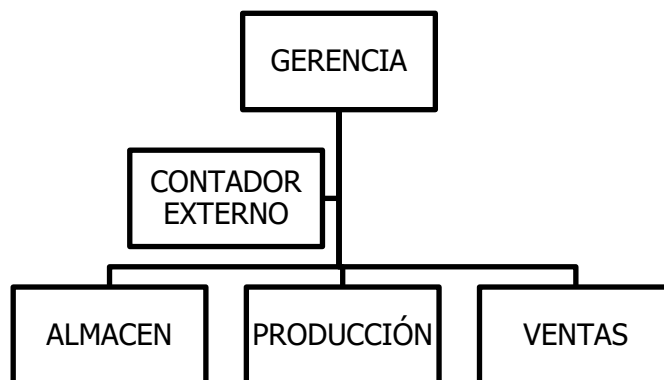 GERENCIA
CONTADOR
EXTERNO
ALMACEN
PRODUCCIÓN
VENTAS